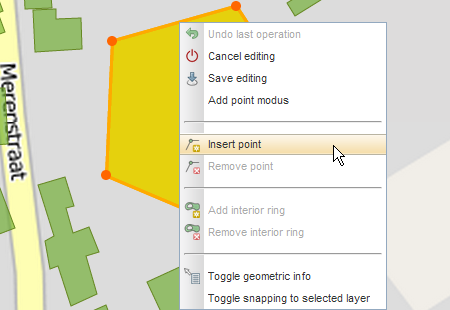 Merenstraat
Undo last operation
Cancel editing
Save editing
Add point modus
Insert point
Remove point
Add interior ring
Remove interior ring
Toggle geometric info
Toggle snapping to selected layer